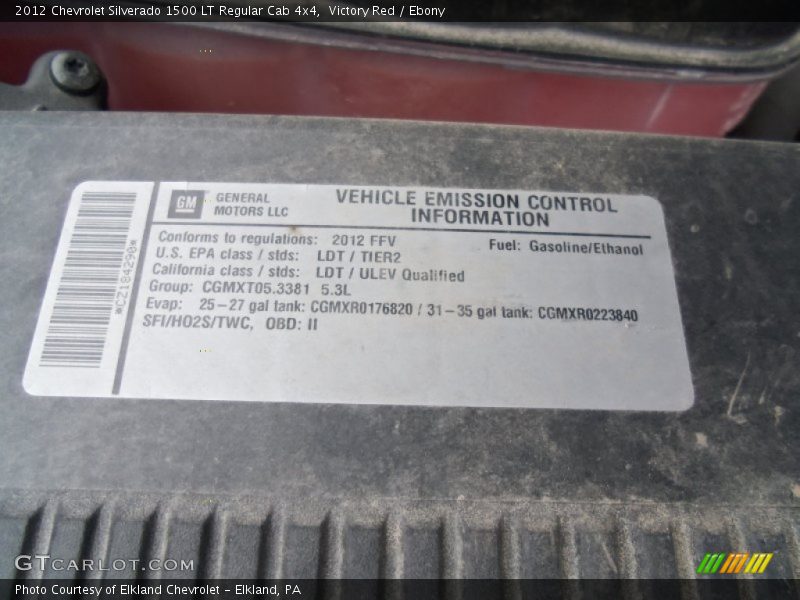 2012 Chevrolet Silverado 1500 LT Regular Cab 4x4, Victory Red / Ebony
GM GENERAL MOTORS LLC
VEHICLE EMISSION CONTROL
INFORMATION
Conforms to regulations: 2012 FFV Fuel: Gasoline/Ethanol
U.S. EPA class / stds: LDT / TIER2
California class / stds: LDT / ULEV Qualified
Group: CGMXT05.3381 5.3L
Evap: 25-27 gal tank: CGMXR0176820 / 31-35 gal tank: CGMXR0223840
SFI/HO2S/TWC, OBD: II
*CZ184290*
GTCARLOT.COM
Photo Courtesy of Elkland Chevrolet - Elkland, PA